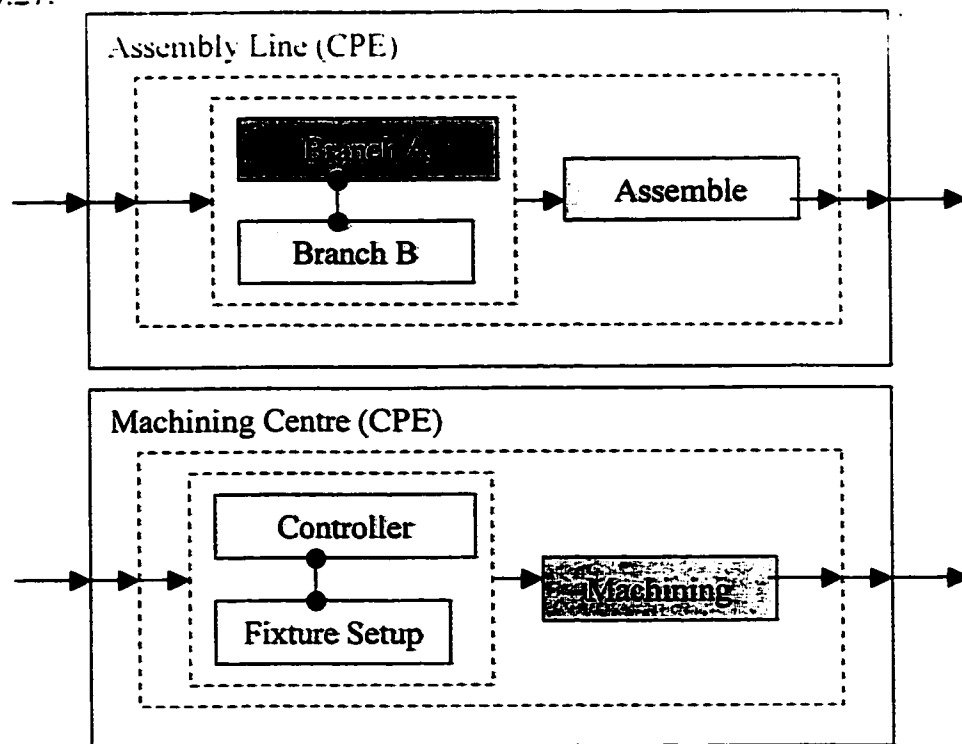 Assembly Line (CPE)
Branch A
Assemble
Branch B
Machining Centre (CPE)
Controller
Machining
Fixture Setup